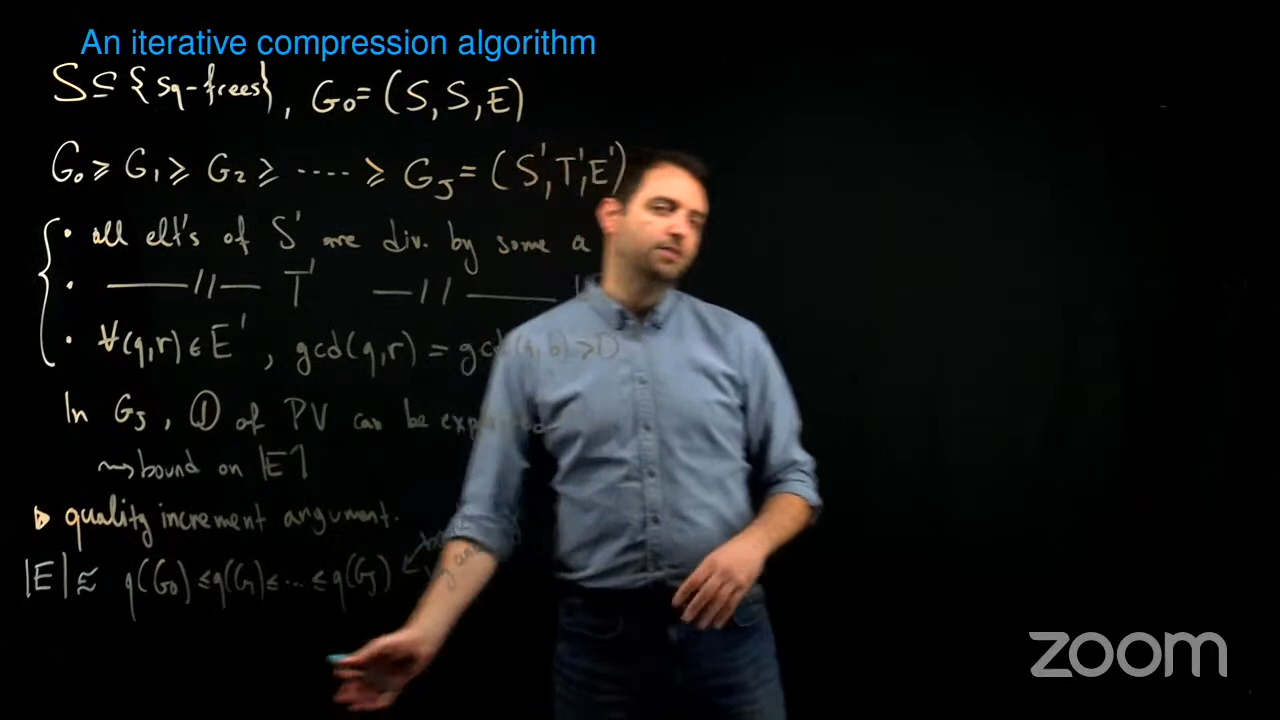 An iterative compression algorithm
S ⊆ {sq-frees}, G₀ = (S, S, E)
G₀ ≥ G₁ ≥ G₂ ≥ ····· ≥ G_J = (S', T', E')
• all elt's of S' are div. by some a
• ——//— T' —//——
• ∀(q,r) ∈ E', gcd(q,r) = gcd(a,b) > D
In G_J, ① of PV can be
⇝ bound on |E'|
▷ quality increment argument.
|E| ≈ q(G₀) ≤ q(G₁) ≤ ... ≤ q(G_J) ↙
zoom